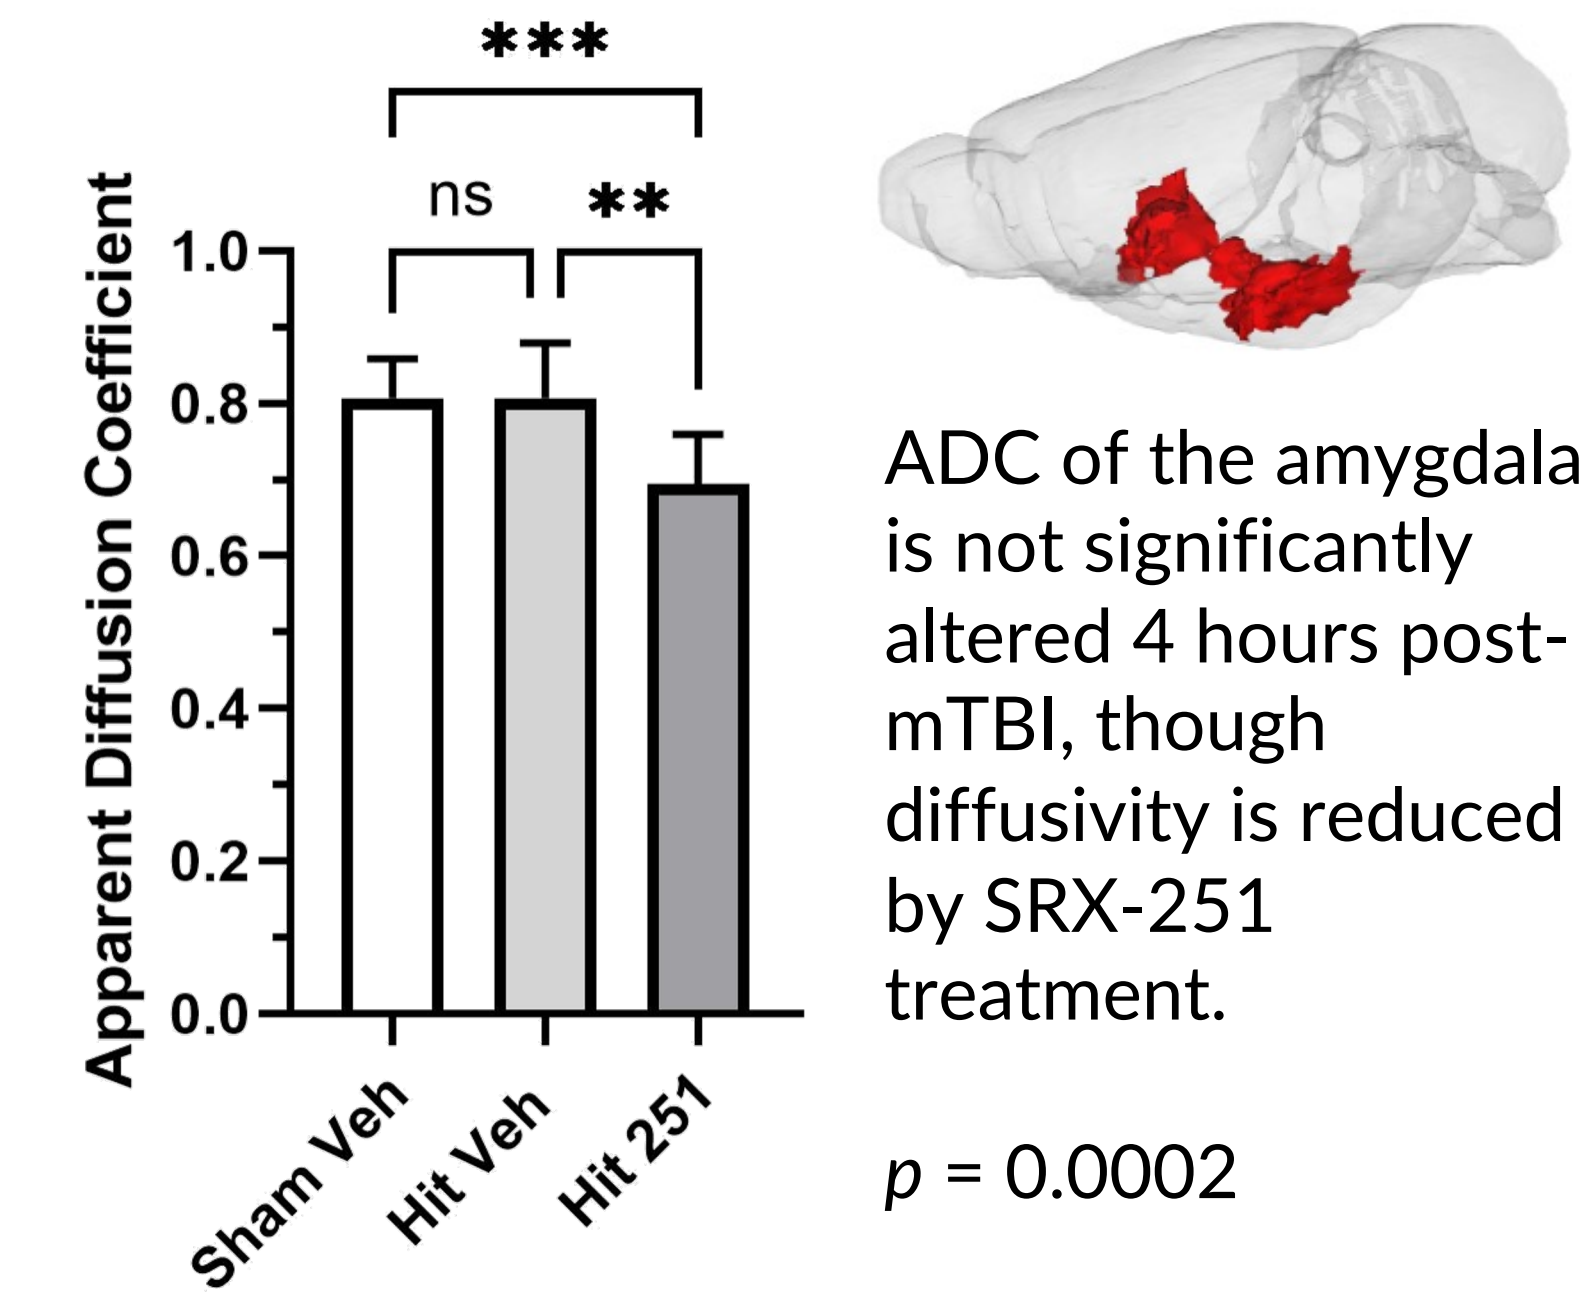 ***
ns
**
Apparent Diffusion Coefficient
1.0
0.8
0.6
0.4
0.2
0.0
Sham Veh
Hit Veh
Hit 251
ADC of the amygdala
is not significantly
altered 4 hours post-
mTBI, though
diffusivity is reduced
by SRX-251
treatment.
p = 0.0002